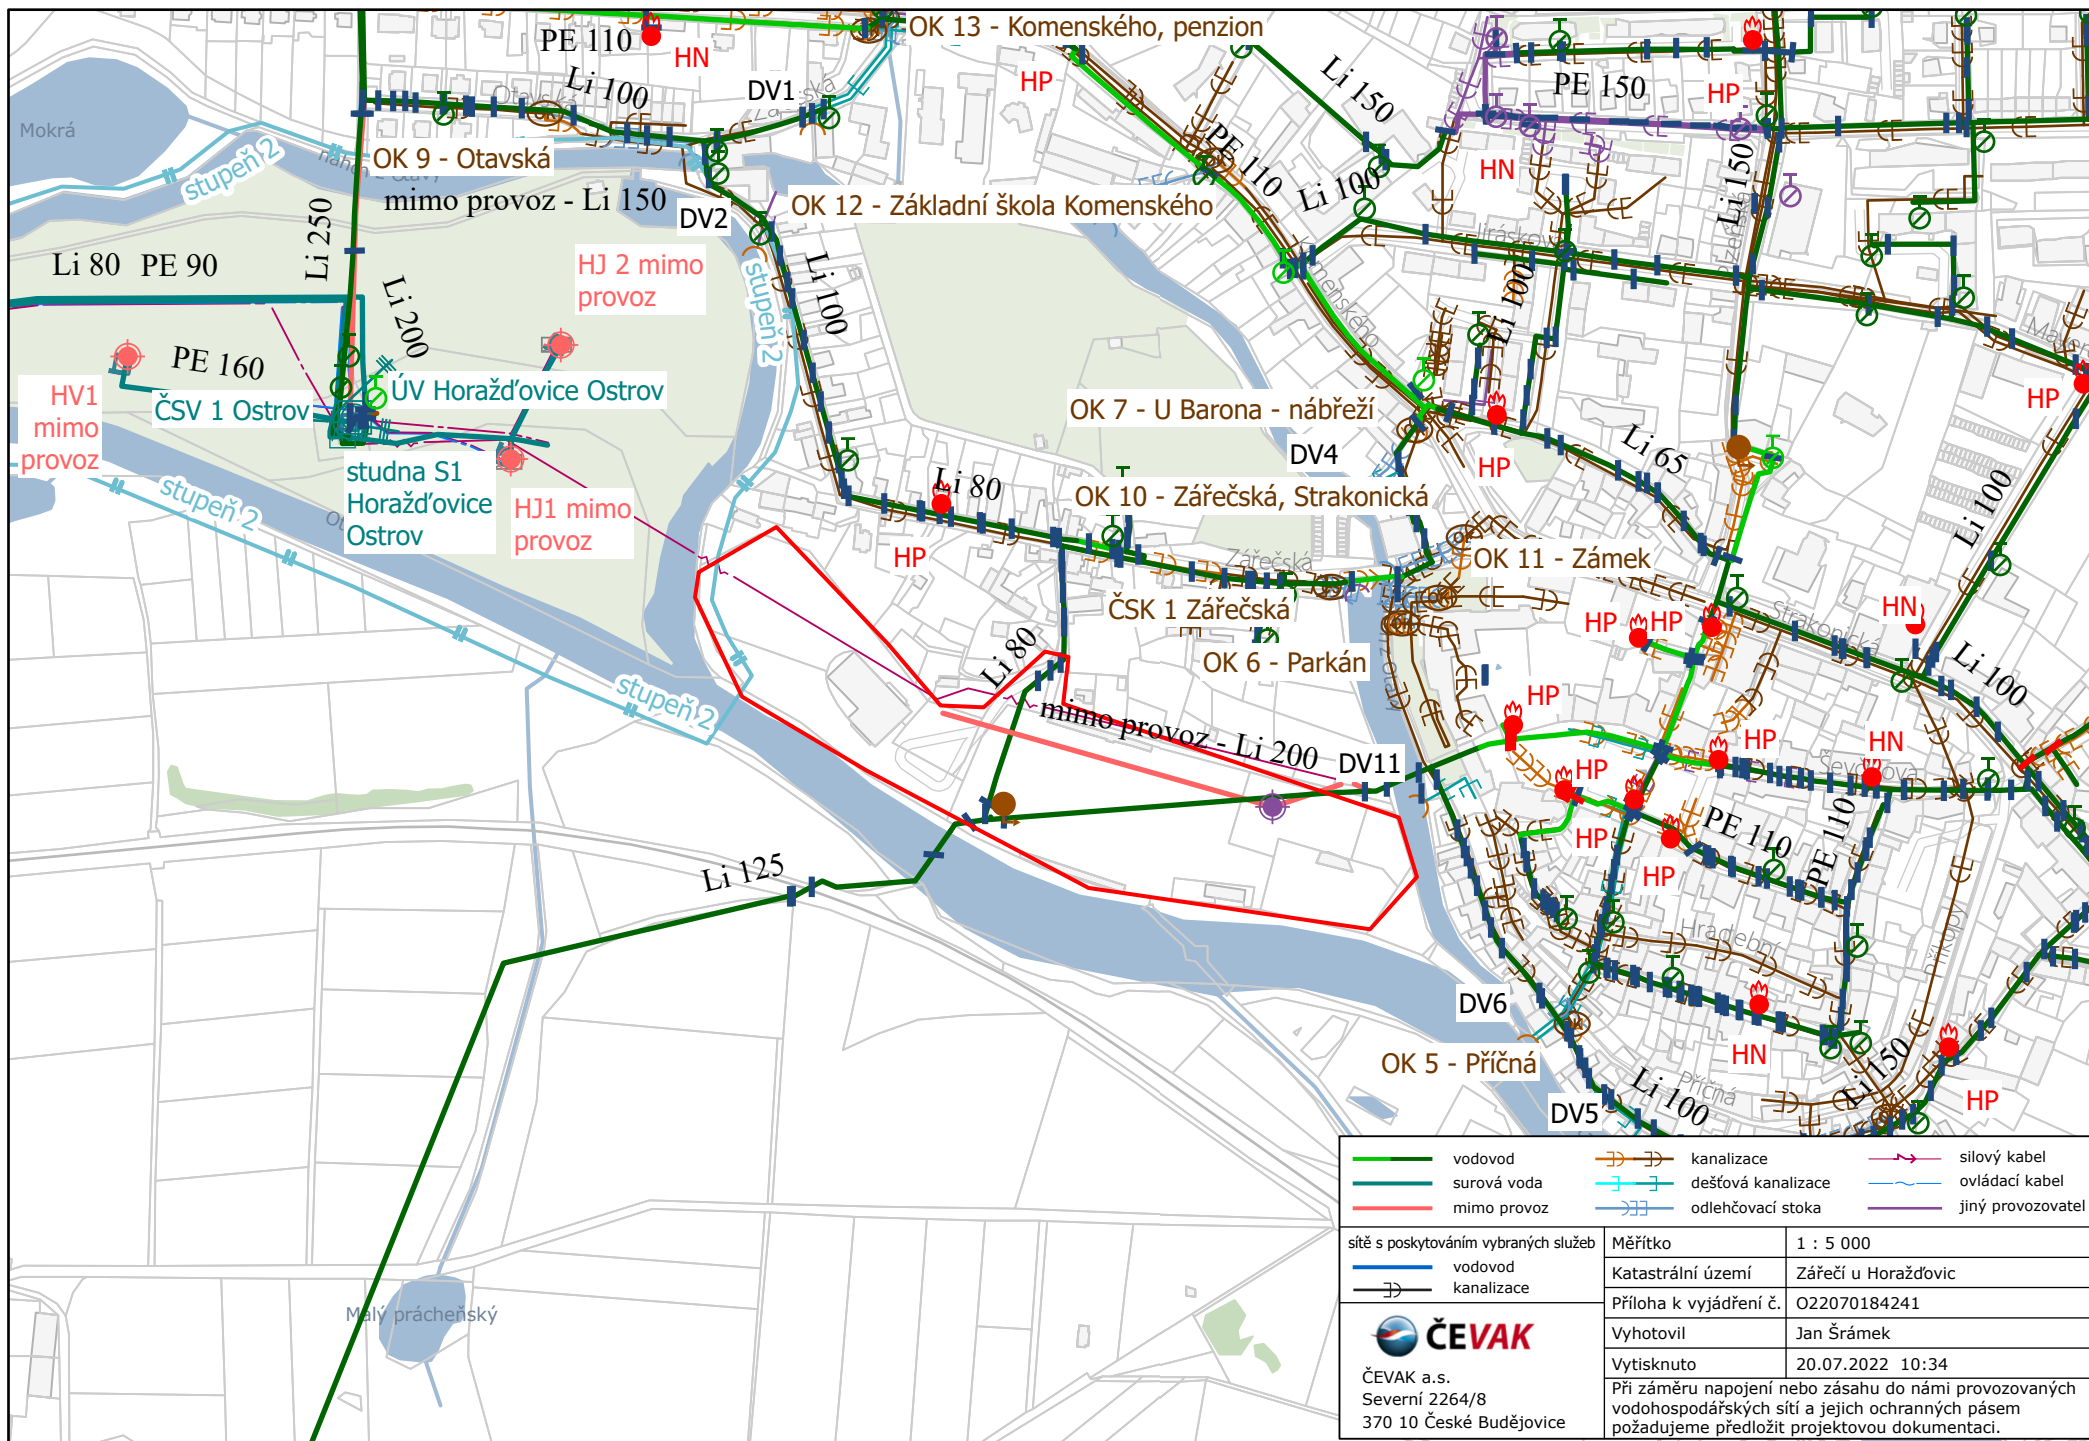 OK 13 - Komenského, penzion
PE 110
HN
HP
Li 100
DV1
Otavská
Li 150
PE 150
HP
Mokrá
OK 9 - Otavská
stupeň 2
mimo provoz - Li 150
DV2
OK 12 - Základní škola Komenského
PE 110
Li 100
HN
Li 150
Li 250
Li 80 PE 90
HJ 2 mimo
provoz
stupeň 2
Li 100
Li 200
Komenského
Li 100
PE 160
HV1
mimo
provoz
ČSV 1 Ostrov
ÚV Horažďovice Ostrov
OK 7 - U Barona - nábřeží
DV4
HP
HP
Li 65
studna S1
Horažďovice
Ostrov
HJ1 mimo
provoz
stupeň 2
Li 80
HP
OK 10 - Zářečská, Strakonická
Li 100
Zářečská
OK 11 - Zámek
ČSK 1 Zářečská
HP
HP
Strakonická
HN
OK 6 - Parkán
Li 80
Li 100
stupeň 2
mimo provoz - Li 200
DV11
HP
HP
HN
Ševčíkova
HP
HP
PE 110
PE 110
HP
Li 125
Hradební
DV6
HN
OK 5 - Příčná
Příčná
Li 150
Li 100
DV5
HP
Malý prácheňský
vodovod
surová voda
mimo provoz
kanalizace
dešťová kanalizace
odlehčovací stoka
silový kabel
ovládací kabel
jiný provozovatel
sítě s poskytováním vybraných služeb
vodovod
kanalizace
Měřítko 1 : 5 000
Katastrální území Zářečí u Horažďovic
Příloha k vyjádření č. O22070184241
Vyhotovil Jan Šrámek
Vytisknuto 20.07.2022 10:34
ČEVAK
ČEVAK a.s.
Severní 2264/8
370 10 České Budějovice
Při záměru napojení nebo zásahu do námi provozovaných
vodohospodářských sítí a jejich ochranných pásem
požadujeme předložit projektovou dokumentaci.